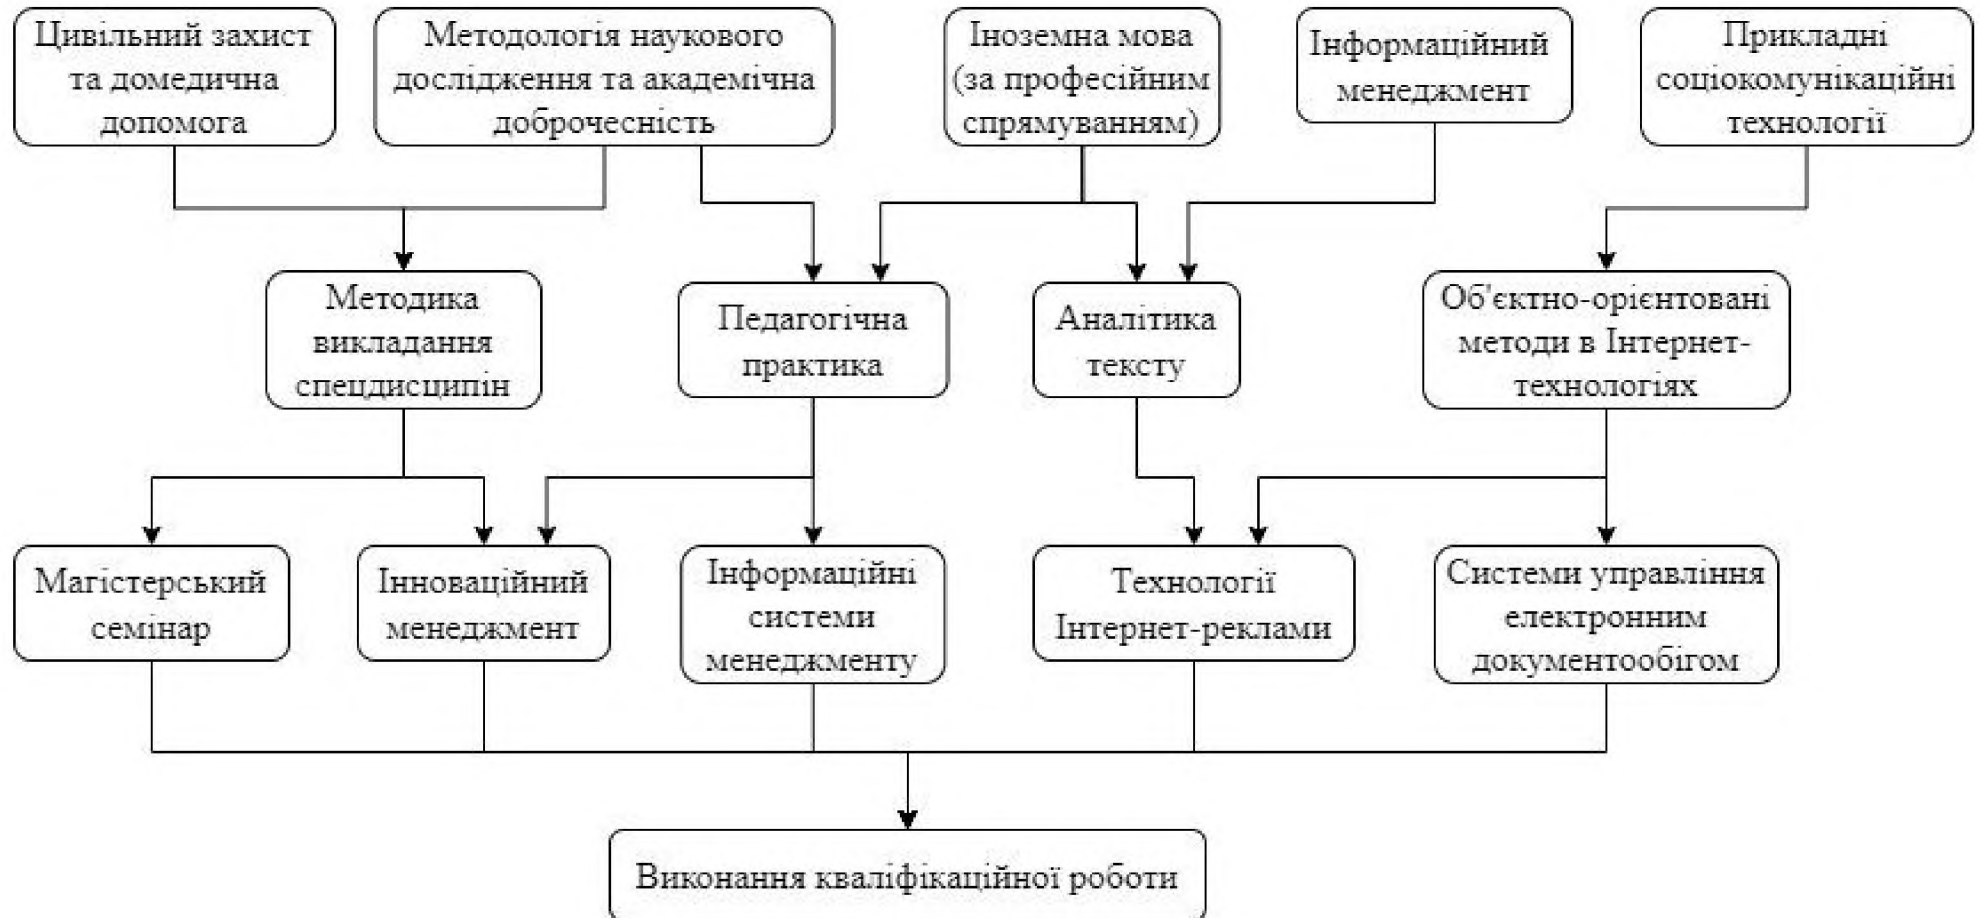 Цивільний захист
та домедична
допомога
Методологія наукового
дослідження та академічна
доброчесність
Іноземна мова
(за професійним
спрямуванням)
Інформаційний
менеджмент
Прикладні
соціокомунікаційні
технології
Методика
викладання
спецдисципін
Педагогічна
практика
Аналітика
тексту
Об'єктно-орієнтовані
методи в Інтернет-
технологіях
Магістерський
семінар
Інноваційний
менеджмент
Інформаційні
системи
менеджменту
Технології
Інтернет-реклами
Системи управління
електронним
документообігом
Виконання кваліфікаційної роботи